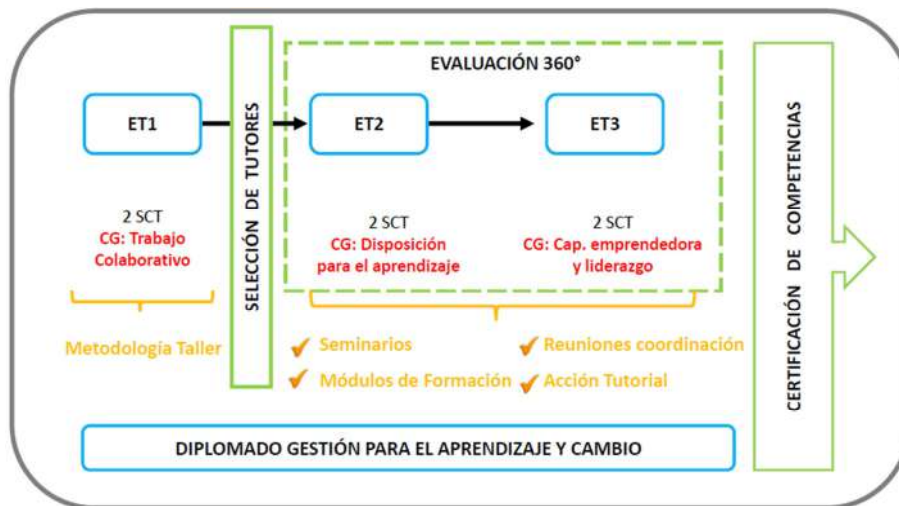 EVALUACIÓN 360°
ET1
SELECCIÓN DE TUTORES
ET2
ET3
2 SCT
CG: Trabajo
Colaborativo
2 SCT
CG: Disposición
para el aprendizaje
2 SCT
CG: Cap. emprendedora
y liderazgo
Metodología Taller
Seminarios
Módulos de Formación
Reuniones coordinación
Acción Tutorial
DIPLOMADO GESTIÓN PARA EL APRENDIZAJE Y CAMBIO
CERTIFICACIÓN DE COMPETENCIAS